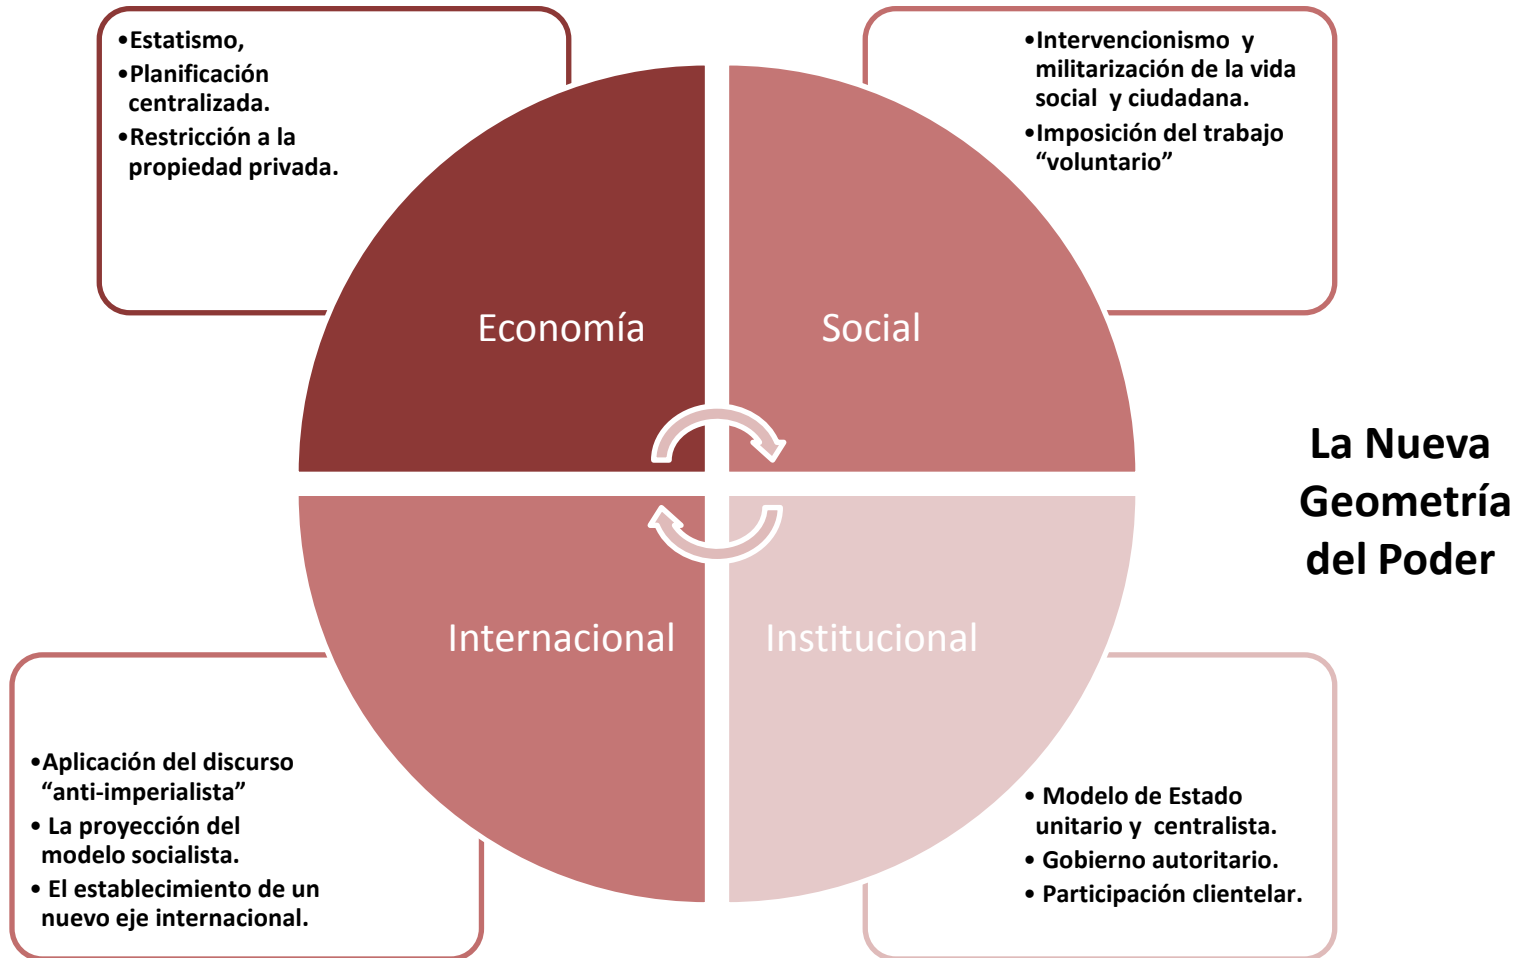 •Estatismo,
•Planificación
centralizada.
•Restricción a la
propiedad privada.
•Intervencionismo y
militarización de la vida
social y ciudadana.
•Imposición del trabajo
“voluntario”
Economía
Social
La Nueva
Geometría
del Poder
Internacional
Institucional
•Aplicación del discurso
“anti-imperialista”
• La proyección del
modelo socialista.
• El establecimiento de un
nuevo eje internacional.
• Modelo de Estado
unitario y centralista.
• Gobierno autoritario.
• Participación clientelar.